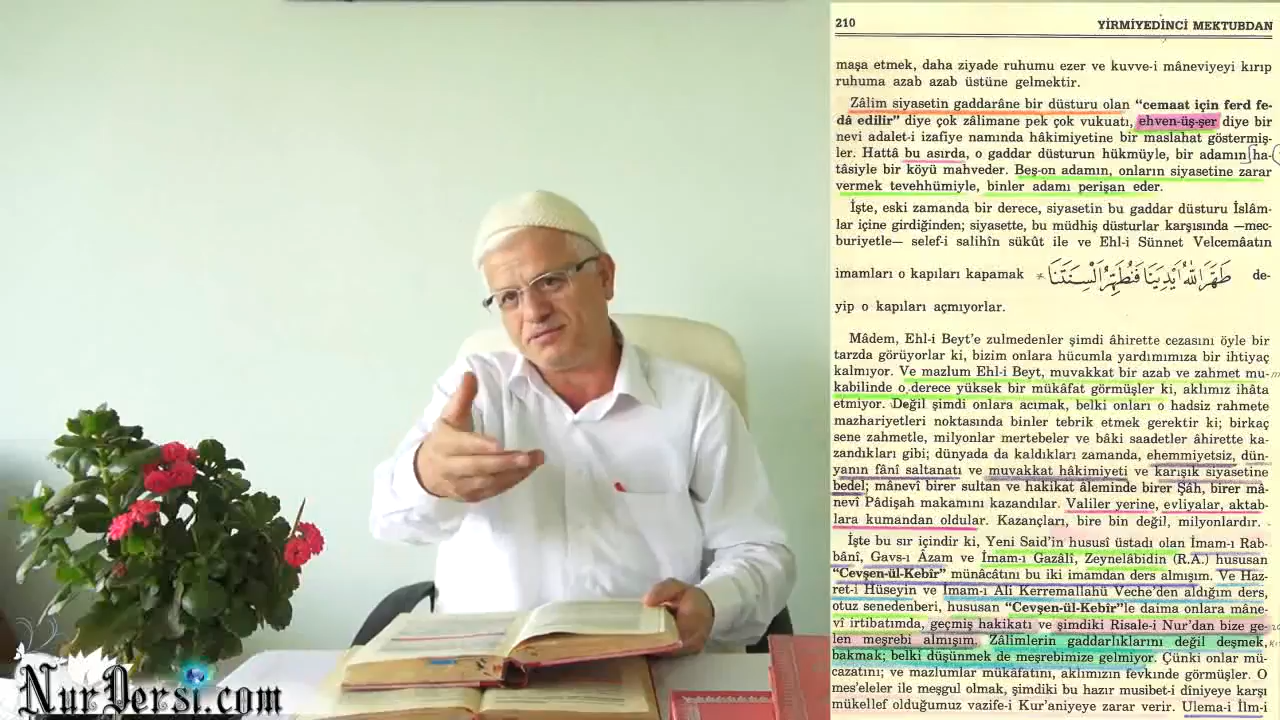 210 YİRMİYEDİNCİ MEKTUBDAN
maşa etmek, daha ziyade ruhumu ezer ve kuvve-i mâneviyeyi kırıp
ruhuma azab azab üstüne gelmektir.
Zâlim siyasetin gaddarâne bir düsturu olan “cemaat için ferd fe-
dâ edilir” diye çok zâlimane pek çok vukuatı, ehven-üş-şer diye bir
nevi adalet-i izafiye namında hâkimiyetine bir maslahat göstermiş-
ler. Hattâ bu asırda, o gaddar düsturun hükmüyle, bir adamın ha-
tâsiyle bir köyü mahveder. Beş-on adamın, onların siyasetine zarar
vermek tevehhümiyle, binler adamı perişan eder.
İşte, eski zamanda bir derece, siyasetin bu gaddar düsturu İslâm-
lar içine girdiğinden; siyasette, bu müdhiş düsturlar karşısında —mec-
buriyetle— selef-i salihîn sükût ile ve Ehl-i Sünnet Velcemâatın
imamları o kapıları kapamak طَهَّرَ اللّٰهُ اَيْدِيَنَا فَنُطَهِّرُ اَلْسِنَتَنَا de-
yip o kapıları açmıyorlar.
Mâdem, Ehl-i Beyt’e zulmedenler şimdi âhirette cezasını öyle bir
tarzda görüyorlar ki, bizim onlara hücumla yardımımıza bir ihtiyaç
kalmıyor. Ve mazlum Ehl-i Beyt, muvakkat bir azab ve zahmet mu-
kabilinde o derece yüksek bir mükâfat görmüşler ki, aklımız ihâta
etmiyor. Değil şimdi onlara acımak, belki onları o hadsiz rahmete
mazhariyetleri noktasında binler tebrik etmek gerektir ki; birkaç
sene zahmetle, milyonlar mertebeler ve bâki saadetler âhirette ka-
zandıkları gibi; dünyada da kaldıkları zamanda, ehemmiyetsiz, dün-
yanın fânî saltanatı ve muvakkat hâkimiyeti ve karışık siyasetine
bedel; mânevî birer sultan ve hakikat âleminde birer Şâh, birer mâ-
nevî Pâdişah makamını kazandılar. Valiler yerine, evliyalar, aktab-
lara kumandan oldular. Kazançları, bire bin değil, milyonlardır.
İşte bu sır içindir ki, Yeni Said’in hususî üstadı olan İmam-ı Rab-
bânî, Gavs-ı Âzam ve İmam-ı Gazâlî, Zeynelâbidin (R.A.) hususan
“Cevşen-ül-Kebîr” münâcâtını bu iki imamdan ders almışım. Ve Haz-
ret-i Hüseyin ve İmam-ı Ali Kerremallahü Veche’den aldığım ders,
otuz senedenberi, hususan “Cevşen-ül-Kebîr”le daima onlara mâne-
vî irtibatımda, geçmiş hakikatı ve şimdiki Risale-i Nur’dan bize ge-
len meşrebi almışım. Zâlimlerin gaddarlıklarını değil deşmek,
bakmak; belki düşünmek de meşrebimize gelmiyor. Çünki onlar mü-
cazatını; ve mazlumlar mükâfatını, aklımızın fevkınde görmüşler. O
mes’eleler ile meşgul olmak, şimdiki bu hazır musibet-i dîniyeye karşı
mükellef olduğumuz vazife-i Kur’aniyeye zarar verir. Ulema-i İlm-i
NurDersi.com